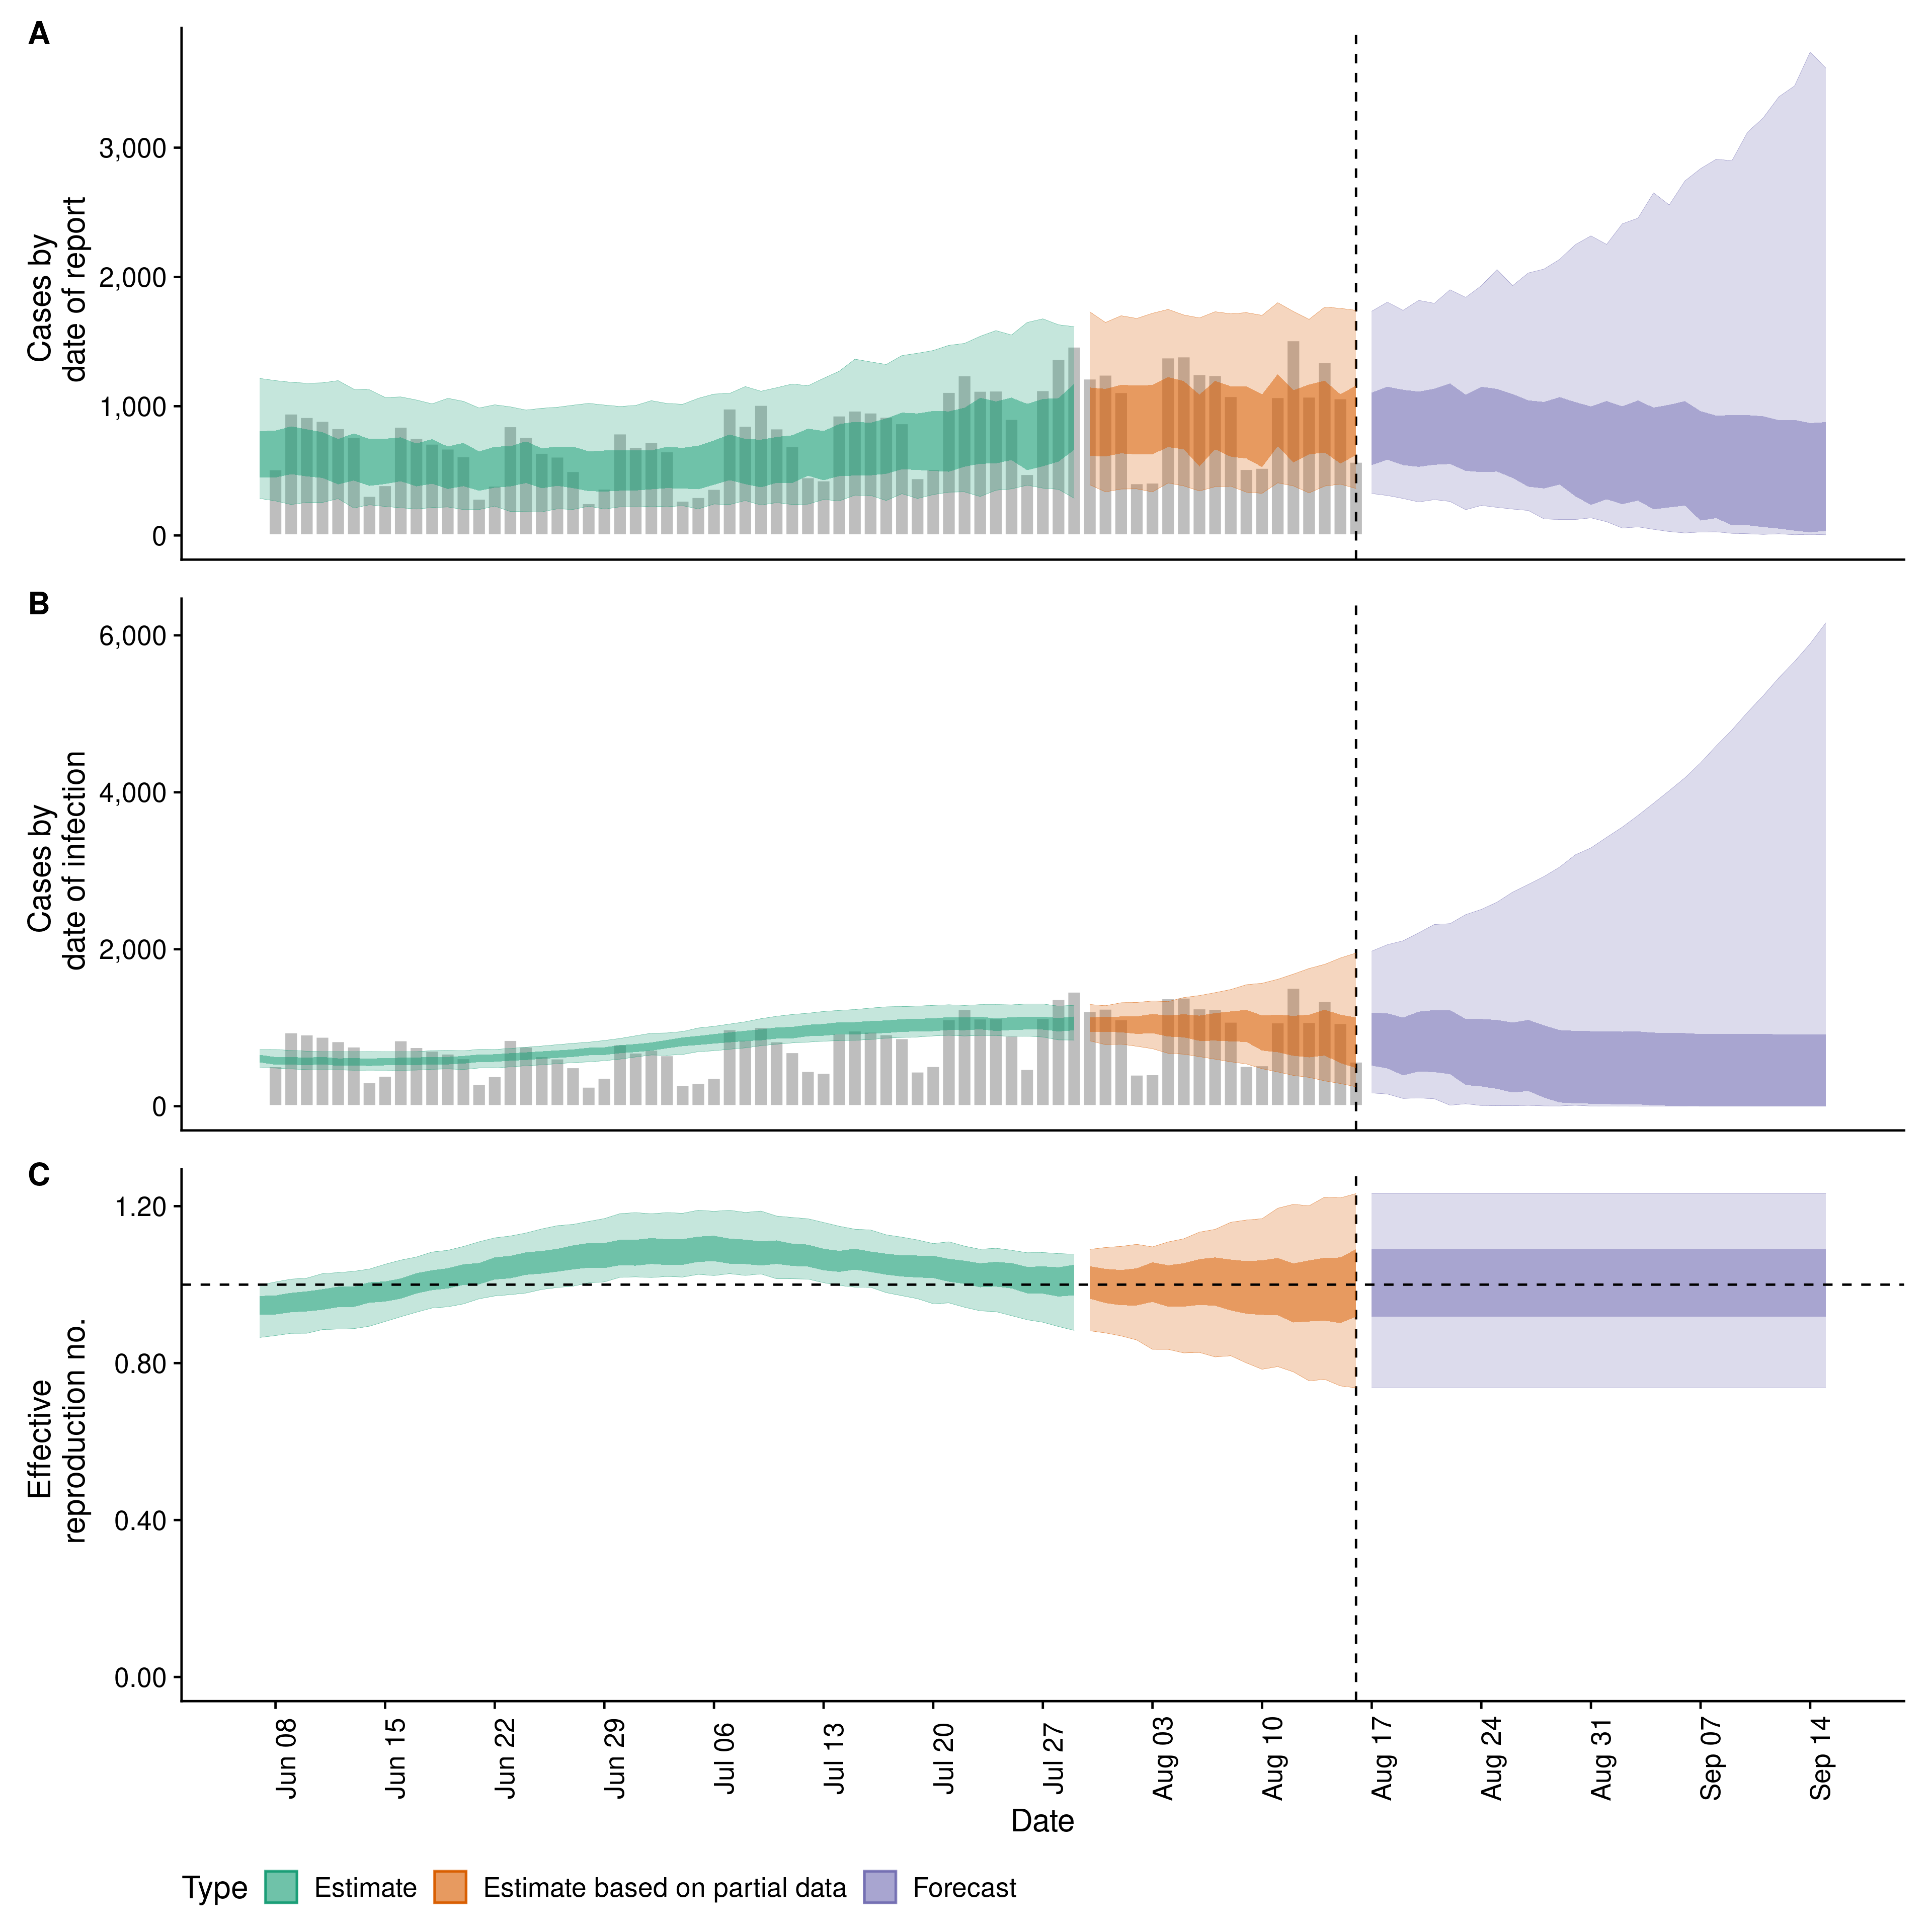 A
Cases by
date of report
3,000
2,000
1,000
0
B
Cases by
date of infection
6,000
4,000
2,000
0
C
Effective
reproduction no.
1.20
0.80
0.40
0.00
Jun 08
Jun 15
Jun 22
Jun 29
Jul 06
Jul 13
Jul 20
Jul 27
Aug 03
Aug 10
Aug 17
Aug 24
Aug 31
Sep 07
Sep 14
Date
Type Estimate Estimate based on partial data Forecast